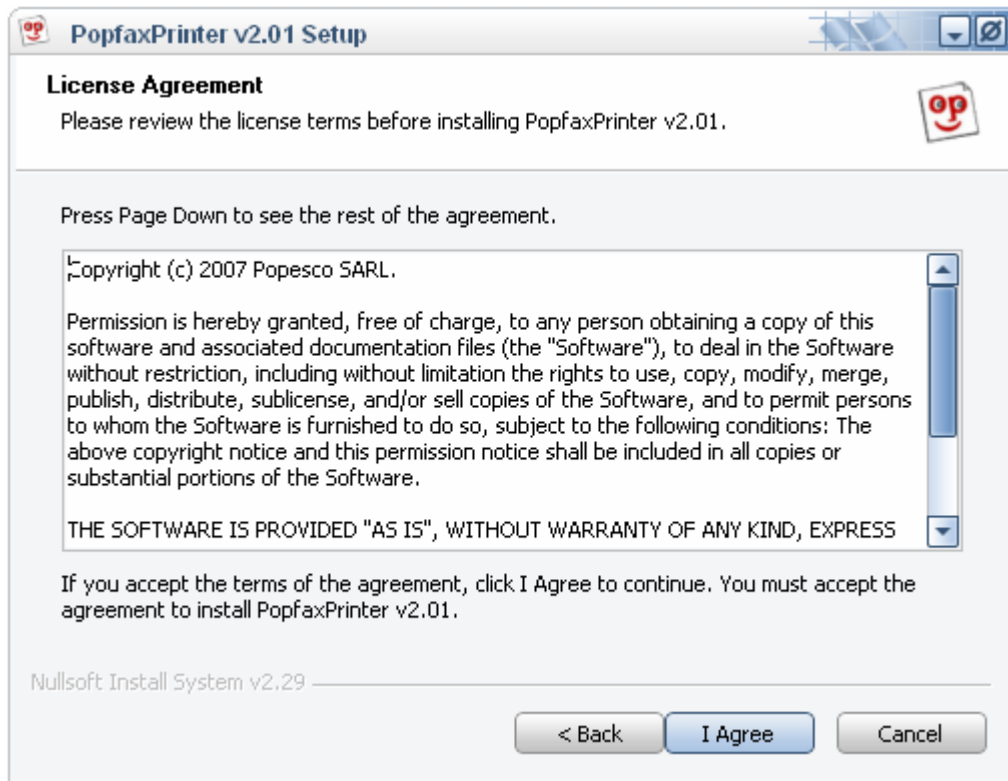 PopfaxPrinter v2.01 Setup
License Agreement
Please review the license terms before installing PopfaxPrinter v2.01.
op
Press Page Down to see the rest of the agreement.
Copyright (c) 2007 Popesco SARL.
Permission is hereby granted, free of charge, to any person obtaining a copy of this
software and associated documentation files (the "Software"), to deal in the Software
without restriction, including without limitation the rights to use, copy, modify, merge,
publish, distribute, sublicense, and/or sell copies of the Software, and to permit persons
to whom the Software is furnished to do so, subject to the following conditions: The
above copyright notice and this permission notice shall be included in all copies or
substantial portions of the Software.
THE SOFTWARE IS PROVIDED "AS IS", WITHOUT WARRANTY OF ANY KIND, EXPRESS
If you accept the terms of the agreement, click I Agree to continue. You must accept the
agreement to install PopfaxPrinter v2.01.
Nullsoft Install System v2.29
< Back
I Agree
Cancel